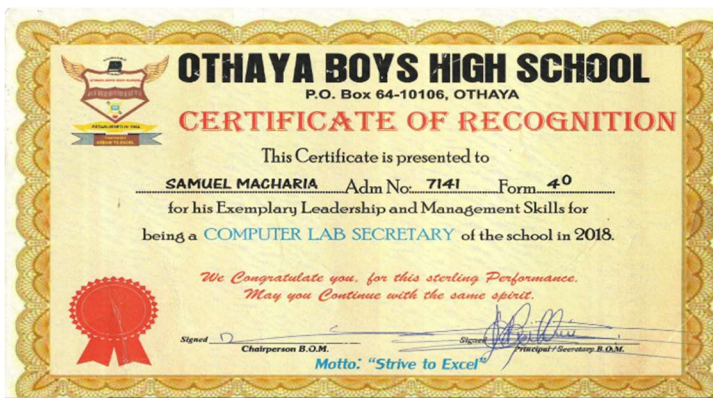 OTHAYA BOYS HIGH SCHOOL
P.O. Box 64-10106, OTHAYA
CERTIFICATE OF RECOGNITION
This Certificate is presented to
SAMUEL MACHARIA Adm No: 7141 Form 40
for his Exemplary Leadership and Management Skills for
being a COMPUTER LAB SECRETARY of the school in 2018.
We Congratulate you, for this sterling Performance.
May you Continue with the same spirit.
Signed Signed
Chairperson B.O.M. Principal / Secretary B.O.M.
Motto: "Strive to Excel"